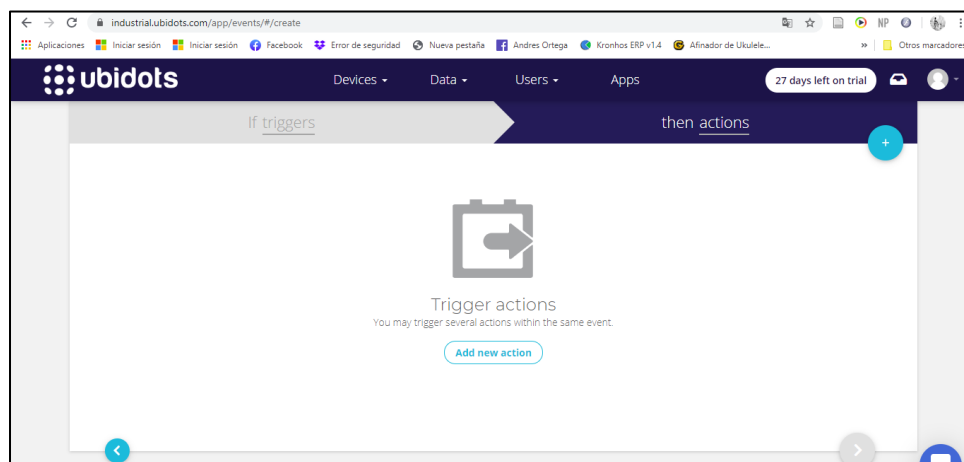 industrial.ubidots.com/app/events/#/create
NP
Aplicaciones Iniciar sesión Iniciar sesión Facebook Error de seguridad Nueva pestaña Andres Ortega Kronhos ERP v1.4 Afinador de Ukulele... » Otros marcadores
ubidots Devices Data Users Apps 27 days left on trial
If triggers then actions
+
Trigger actions
You may trigger several actions within the same event.
Add new action